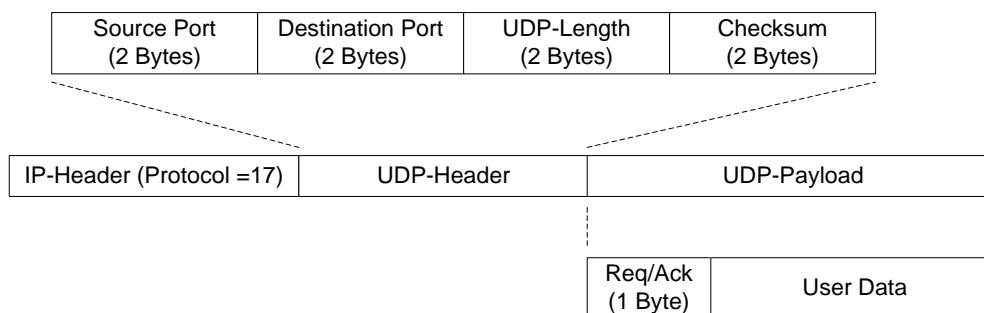 Source Port
(2 Bytes)
Destination Port
(2 Bytes)
UDP-Length
(2 Bytes)
Checksum
(2 Bytes)
IP-Header (Protocol =17)
UDP-Header
UDP-Payload
Req/Ack
(1 Byte)
User Data